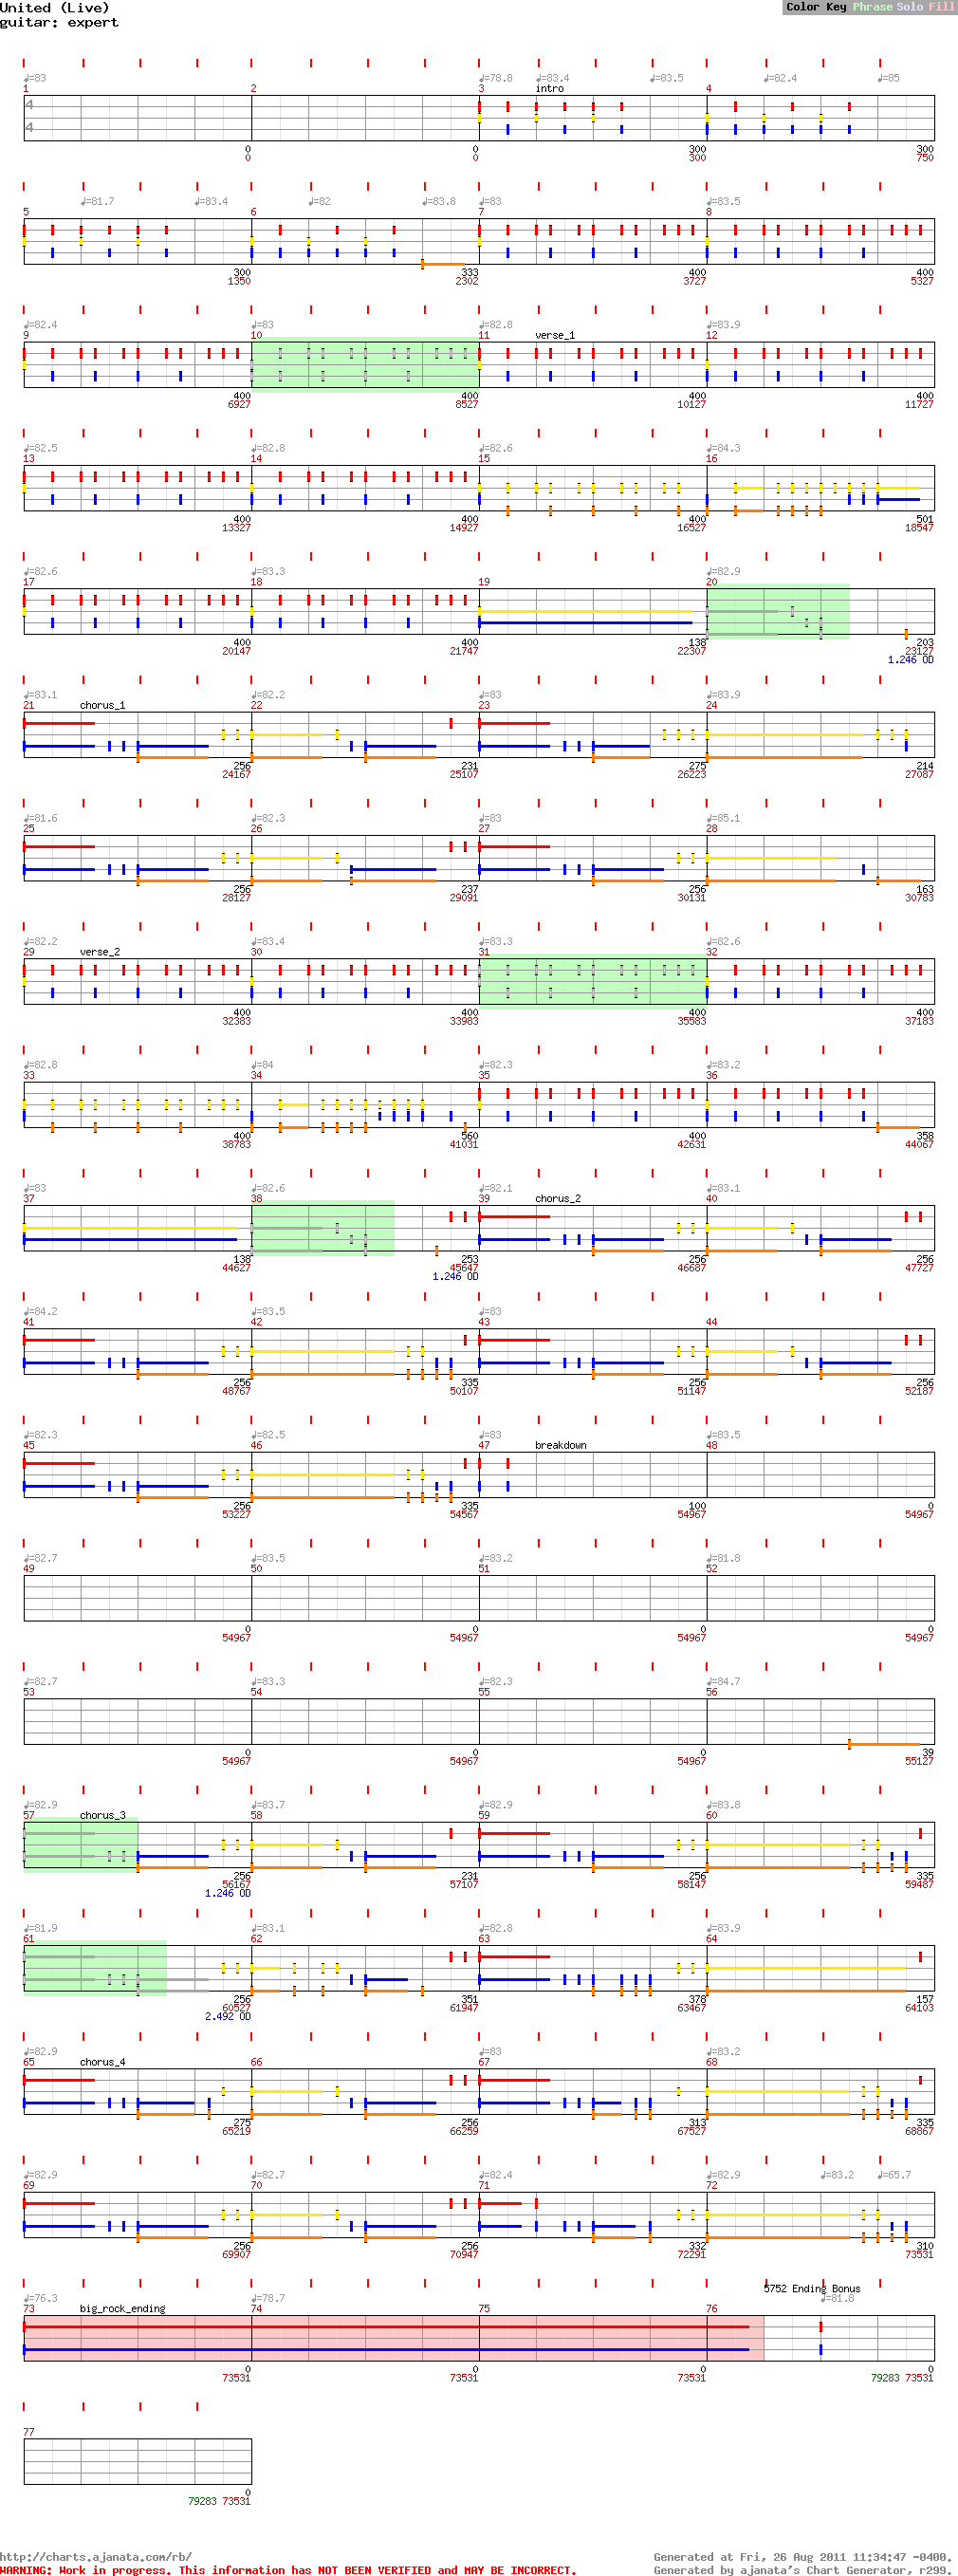 United (Live)
Color Key Phrase Solo Fill
guitar: expert
♩=83 ♩=78.8 ♩=83.4 ♩=83.5 ♩=82.4 ♩=85
1 2 3 intro 4
4
4
0 0 300 300
0 0 300 750
♩=81.7 ♩=83.4 ♩=82 ♩=83.8 ♩=83 ♩=83.5
5 6 7 8
300 333 400 400
1350 2302 3727 5327
♩=82.4 ♩=83 ♩=82.8 ♩=83.9
9 10 11 verse_1 12
400 400 400 400
6927 8527 10127 11727
♩=82.5 ♩=82.8 ♩=82.6 ♩=84.3
13 14 15 16
400 400 400 501
13327 14927 16527 18547
♩=82.6 ♩=83.3 ♩=82.9
17 18 19 20
400 400 138 203
20147 21747 22307 23127
1.246 OD
♩=83.1 ♩=82.2 ♩=83 ♩=83.9
21 chorus_1 22 23 24
256 231 275 214
24167 25107 26223 27087
♩=81.6 ♩=82.3 ♩=83 ♩=85.1
25 26 27 28
256 237 256 163
28127 29091 30131 30783
♩=82.2 ♩=83.4 ♩=83.3 ♩=82.6
29 verse_2 30 31 32
400 400 400 400
32383 33983 35583 37183
♩=82.8 ♩=84 ♩=82.3 ♩=83.2
33 34 35 36
400 560 400 358
38783 41031 42631 44067
♩=83 ♩=82.6 ♩=82.1 ♩=83.1
37 38 39 chorus_2 40
138 253 256 256
44627 45647 46687 47727
1.246 OD
♩=84.2 ♩=83.5 ♩=83
41 42 43 44
256 335 256 256
48767 50107 51147 52187
♩=82.3 ♩=82.5 ♩=83 ♩=83.5
45 46 47 breakdown 48
256 335 100 0
53227 54567 54967 54967
♩=82.7 ♩=83.5 ♩=83.2 ♩=81.8
49 50 51 52
0 0 0 0
54967 54967 54967 54967
♩=82.7 ♩=83.3 ♩=82.3 ♩=84.7
53 54 55 56
0 0 0 39
54967 54967 54967 55127
♩=82.9 ♩=83.7 ♩=82.9 ♩=83.8
57 chorus_3 58 59 60
256 231 256 335
56167 57107 58147 59487
1.246 OD
♩=81.9 ♩=83.1 ♩=82.8 ♩=83.9
61 62 63 64
256 351 378 157
60527 61947 63467 64103
2.492 OD
♩=82.9 ♩=83 ♩=83.2
65 chorus_4 66 67 68
275 256 313 335
65219 66259 67527 68867
♩=82.9 ♩=82.7 ♩=82.4 ♩=82.9 ♩=83.2 ♩=65.7
69 70 71 72
256 256 332 310
69907 70947 72291 73531
5752 Ending Bonus
♩=76.3 ♩=78.7 ♩=81.8
73 big_rock_ending 74 75 76
0 0 0 0
73531 73531 73531 79283 73531
77
0
79283 73531
http://charts.ajanata.com/rb/
Generated at Fri, 26 Aug 2011 11:34:47 -0400.
WARNING: Work in progress. This information has NOT BEEN VERIFIED and MAY BE INCORRECT.
Generated by ajanata's Chart Generator, r299.